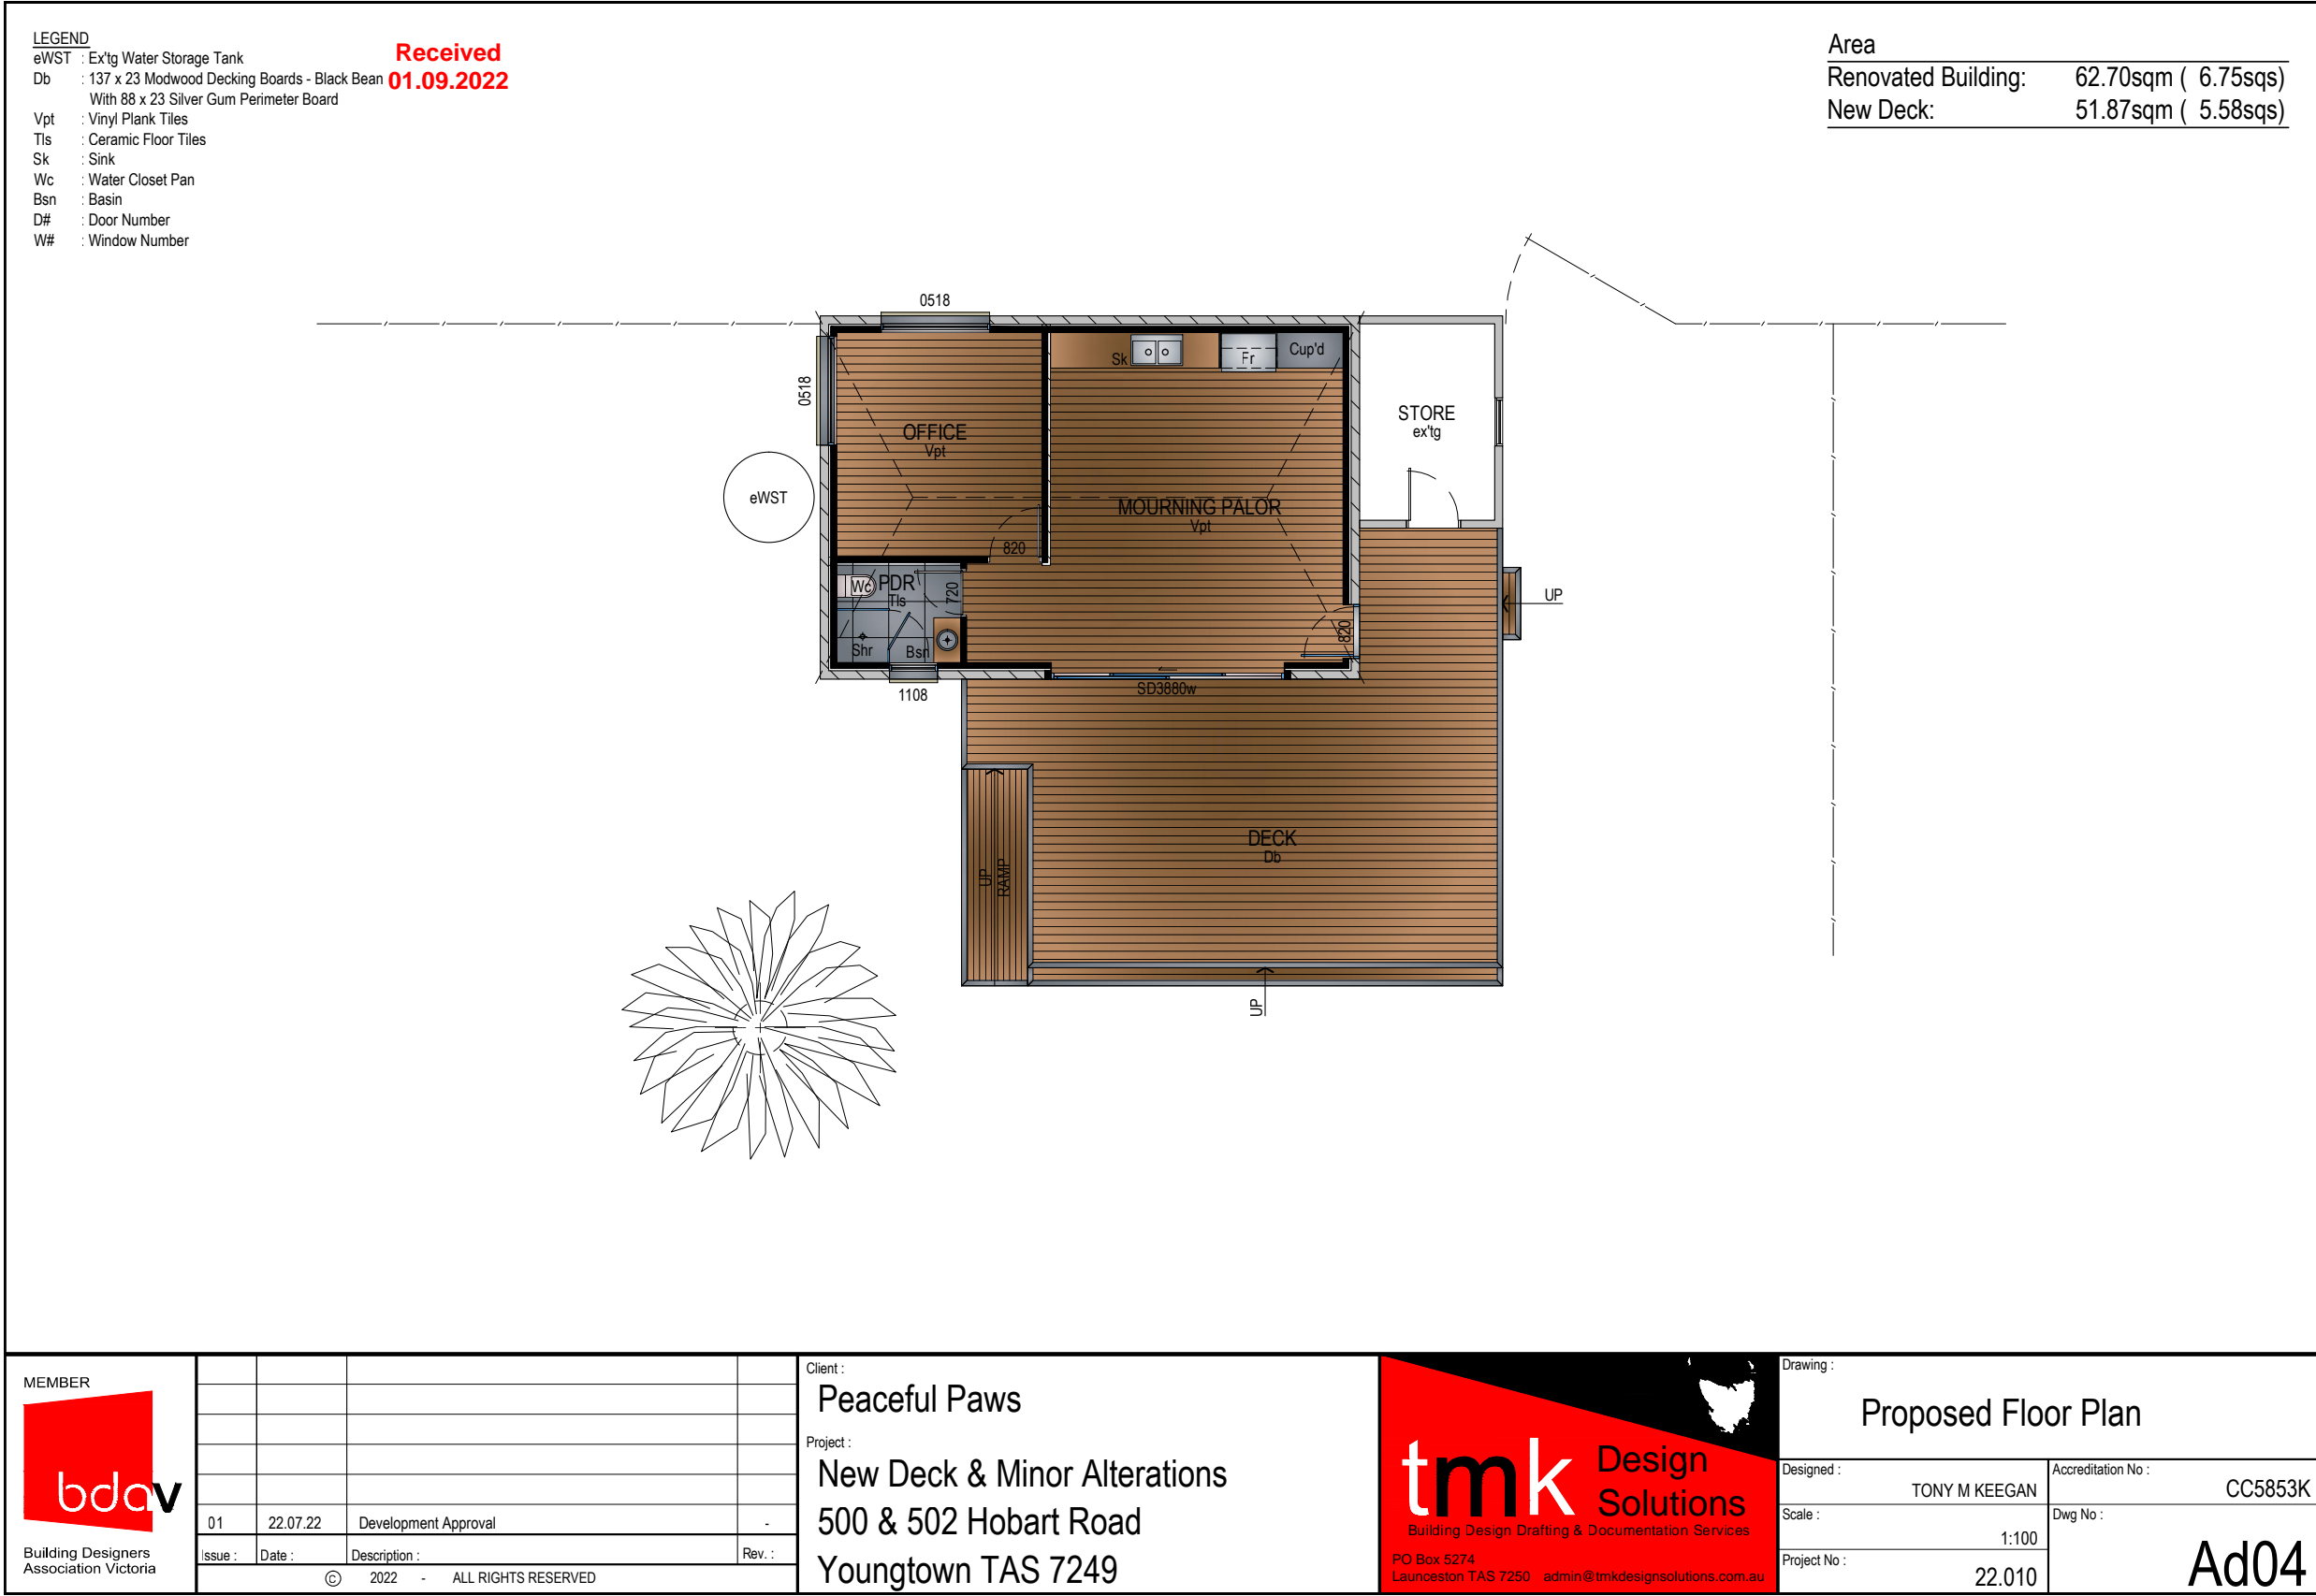 LEGEND
eWST : Ex'tg Water Storage Tank
Db : 137 x 23 Modwood Decking Boards - Black Bean
With 88 x 23 Silver Gum Perimeter Board
Vpt : Vinyl Plank Tiles
Tls : Ceramic Floor Tiles
Sk : Sink
Wc : Water Closet Pan
Bsn : Basin
D# : Door Number
W# : Window Number
Received
01.09.2022
Area
Renovated Building: 62.70sqm ( 6.75sqs)
New Deck: 51.87sqm ( 5.58sqs)
0518
0518
Sk
Fr
Cup'd
STORE
ex'tg
OFFICE
Vpt
eWST
MOURNING PALOR
Vpt
820
Wc
PDR
Tls
720
UP
820
Shr
Bsn
SD3880w
1108
DECK
Db
UP
RAMP
UP
MEMBER
bdav
Building Designers
Association Victoria
01 22.07.22 Development Approval -
Issue : Date : Description : Rev. :
© 2022 - ALL RIGHTS RESERVED
Client :
Peaceful Paws
Project :
New Deck & Minor Alterations
500 & 502 Hobart Road
Youngtown TAS 7249
tmk Design
Solutions
Building Design Drafting & Documentation Services
PO Box 5274
Launceston TAS 7250 admin@tmkdesignsolutions.com.au
Drawing :
Proposed Floor Plan
Designed :
TONY M KEEGAN
Accreditation No :
CC5853K
Scale :
1:100
Dwg No :
Ad04
Project No :
22.010